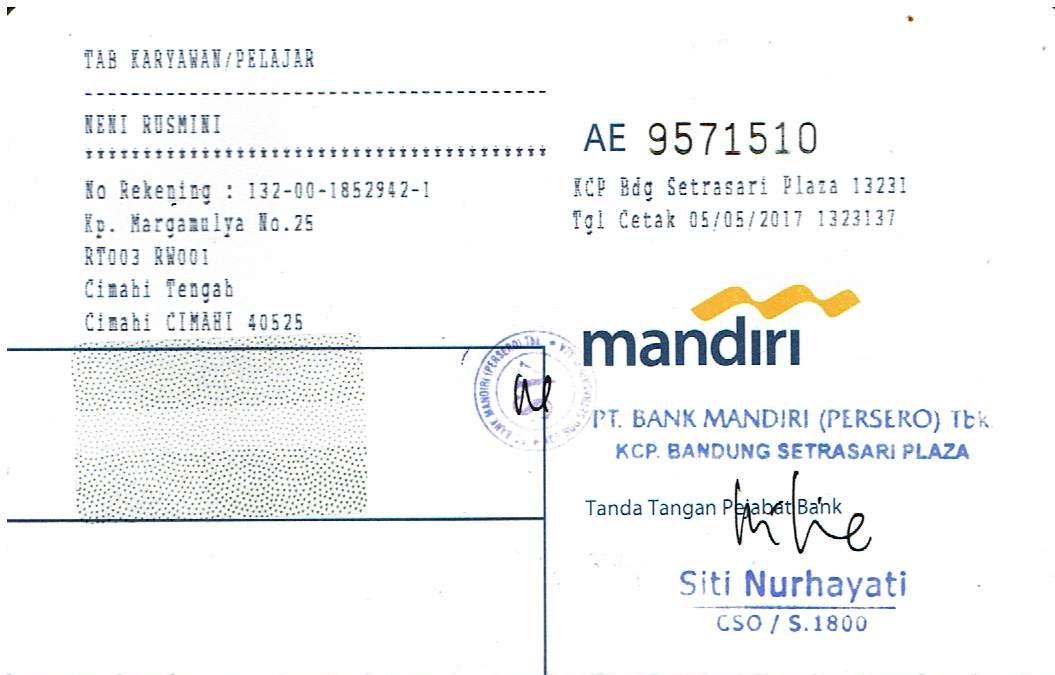 TAB KARYAWAN/PELAJAR
NENI RUSMINI
No Rekening : 132-00-1852942-1
Kp. Margamulya No.25
RT003 RW001
Cimahi Tengah
Cimahi CIMAHI 40525
AE 9571510
KCP Bdg Setrasari Plaza 13231
Tgl Cetak 05/05/2017 1323137
mandiri
PT. BANK MANDIRI (PERSERO) Tbk.
KCP. BANDUNG SETRASARI PLAZA
BANK MANDIRI (PERSERO) Tbl
Tanda Tangan Pejabat Bank
Siti Nurhayati
CSO / S.1800